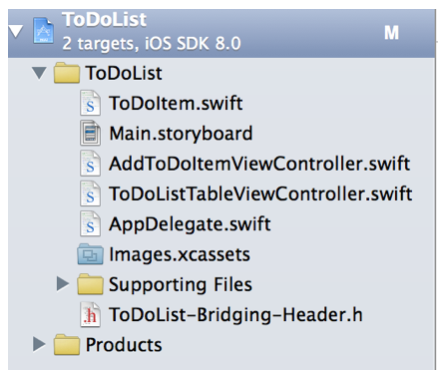 ToDoList
2 targets, iOS SDK 8.0
M
ToDoList
ToDoItem.swift
Main.storyboard
AddToDoItemViewController.swift
ToDoListTableViewController.swift
AppDelegate.swift
Images.xcassets
Supporting Files
ToDoList-Bridging-Header.h
Products